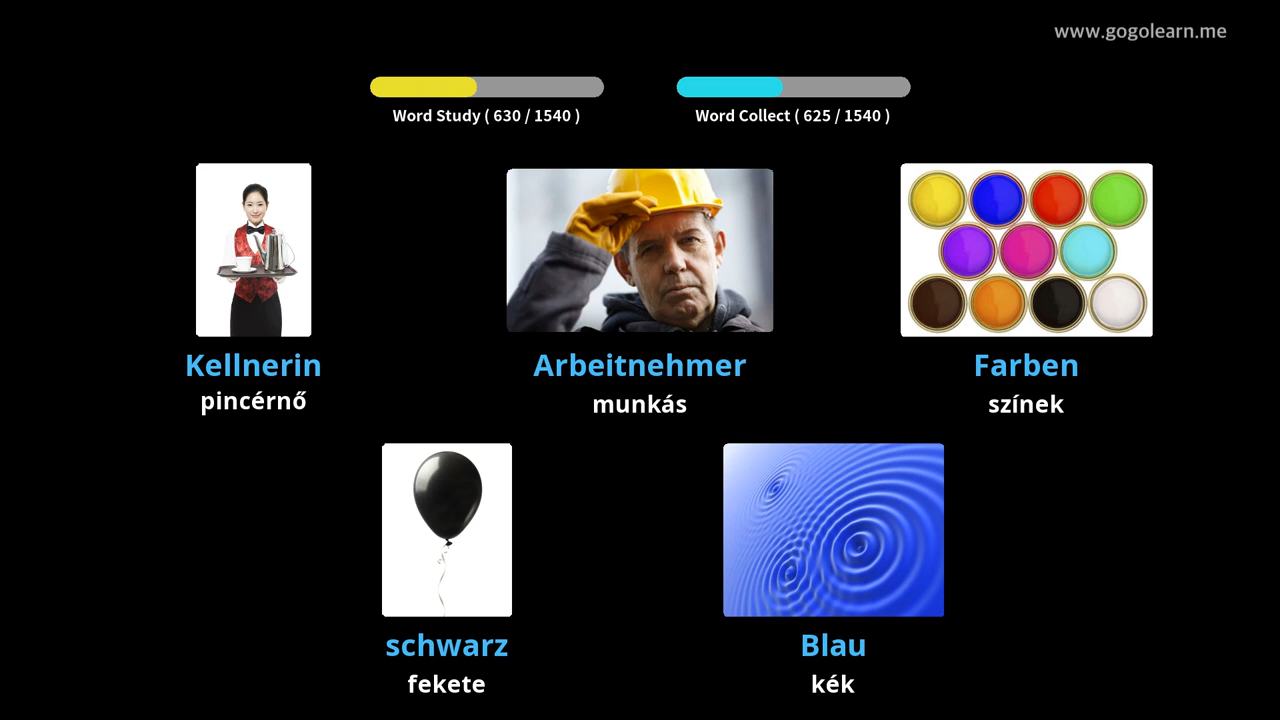 www.gogolearn.me
Word Study ( 630 / 1540 )
Word Collect ( 625 / 1540 )
Kellnerin
pincérnő
Arbeitnehmer
munkás
Farben
színek
schwarz
fekete
Blau
kék